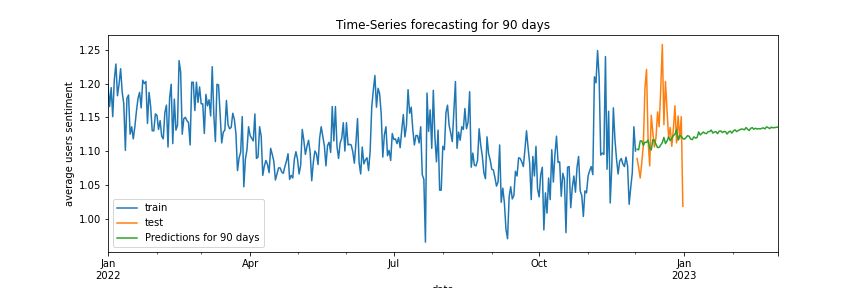 Time-Series forecasting for 90 days
average users sentiment
1.25
1.20
1.15
1.10
1.05
1.00
train
test
Predictions for 90 days
Jan Apr Jul Oct Jan
2022 2023